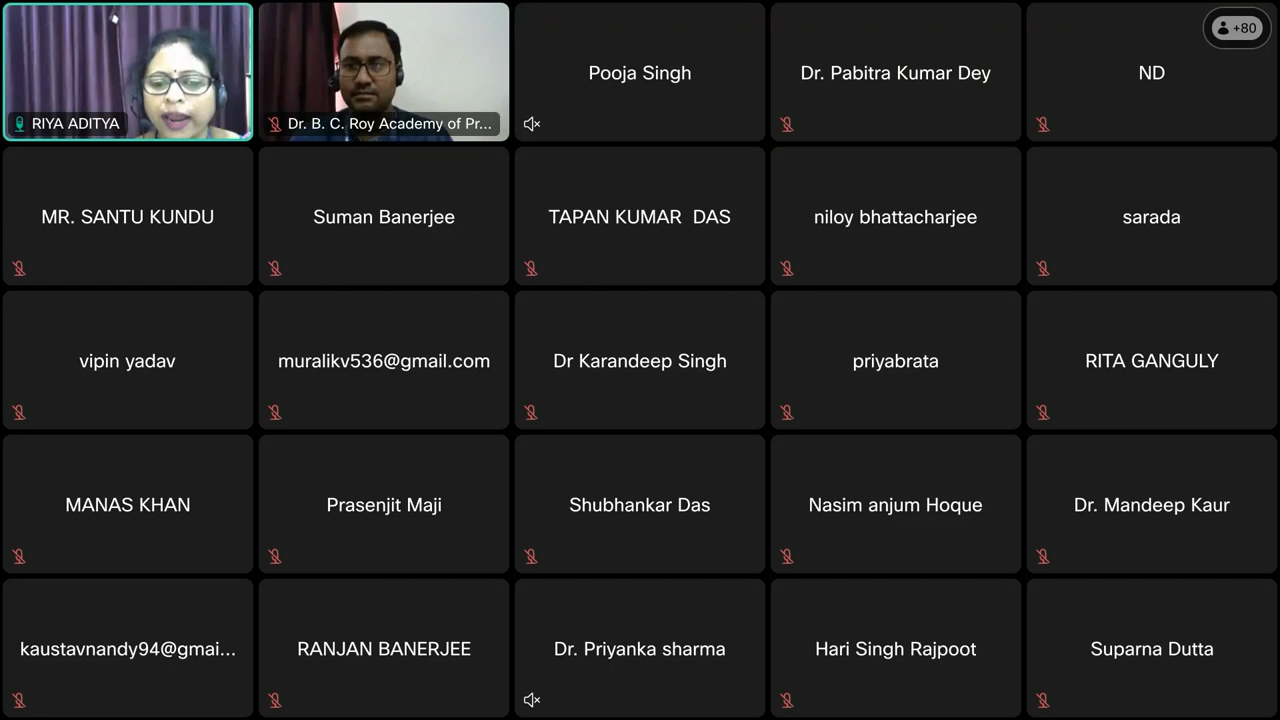 RIYA ADITYA
Dr. B. C. Roy Academy of Pr...
Pooja Singh
Dr. Pabitra Kumar Dey
ND
+80
MR. SANTU KUNDU
Suman Banerjee
TAPAN KUMAR DAS
niloy bhattacharjee
sarada
vipin yadav
muralikv536@gmail.com
Dr Karandeep Singh
priyabrata
RITA GANGULY
MANAS KHAN
Prasenjit Maji
Shubhankar Das
Nasim anjum Hoque
Dr. Mandeep Kaur
kaustavnandy94@gmai...
RANJAN BANERJEE
Dr. Priyanka sharma
Hari Singh Rajpoot
Suparna Dutta